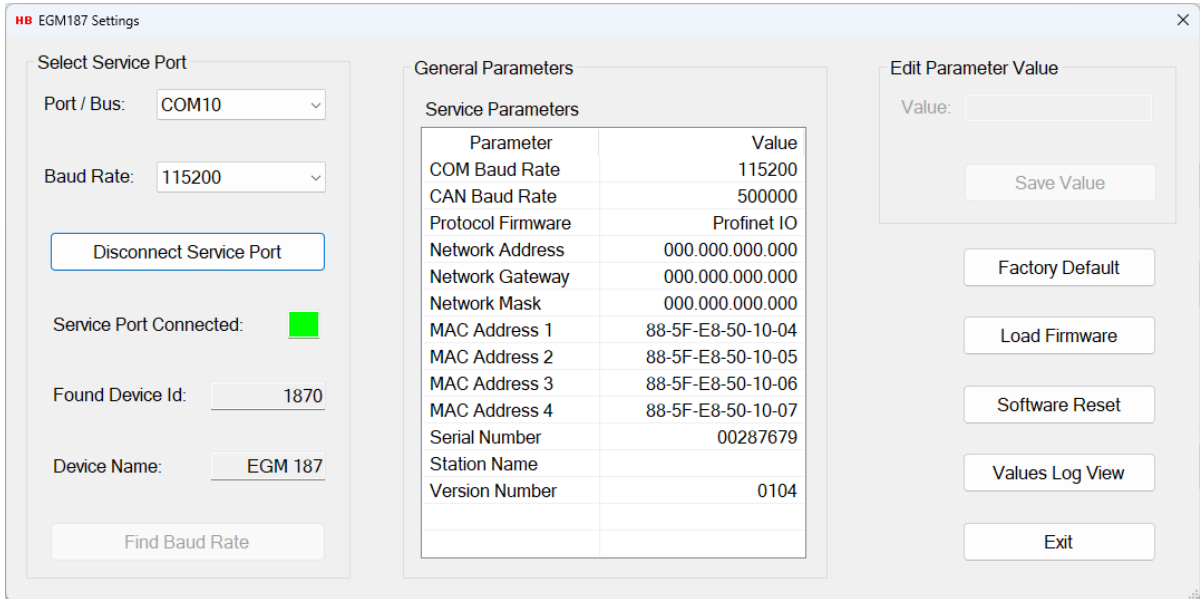 HB EGM187 Settings
Select Service Port
Port / Bus: COM10
Baud Rate: 115200
Disconnect Service Port
Service Port Connected:
Found Device Id: 1870
Device Name: EGM 187
Find Baud Rate
General Parameters
Service Parameters
Parameter Value
COM Baud Rate 115200
CAN Baud Rate 500000
Protocol Firmware Profinet IO
Network Address 000.000.000.000
Network Gateway 000.000.000.000
Network Mask 000.000.000.000
MAC Address 1 88-5F-E8-50-10-04
MAC Address 2 88-5F-E8-50-10-05
MAC Address 3 88-5F-E8-50-10-06
MAC Address 4 88-5F-E8-50-10-07
Serial Number 00287679
Station Name
Version Number 0104
Edit Parameter Value
Value:
Save Value
Factory Default
Load Firmware
Software Reset
Values Log View
Exit